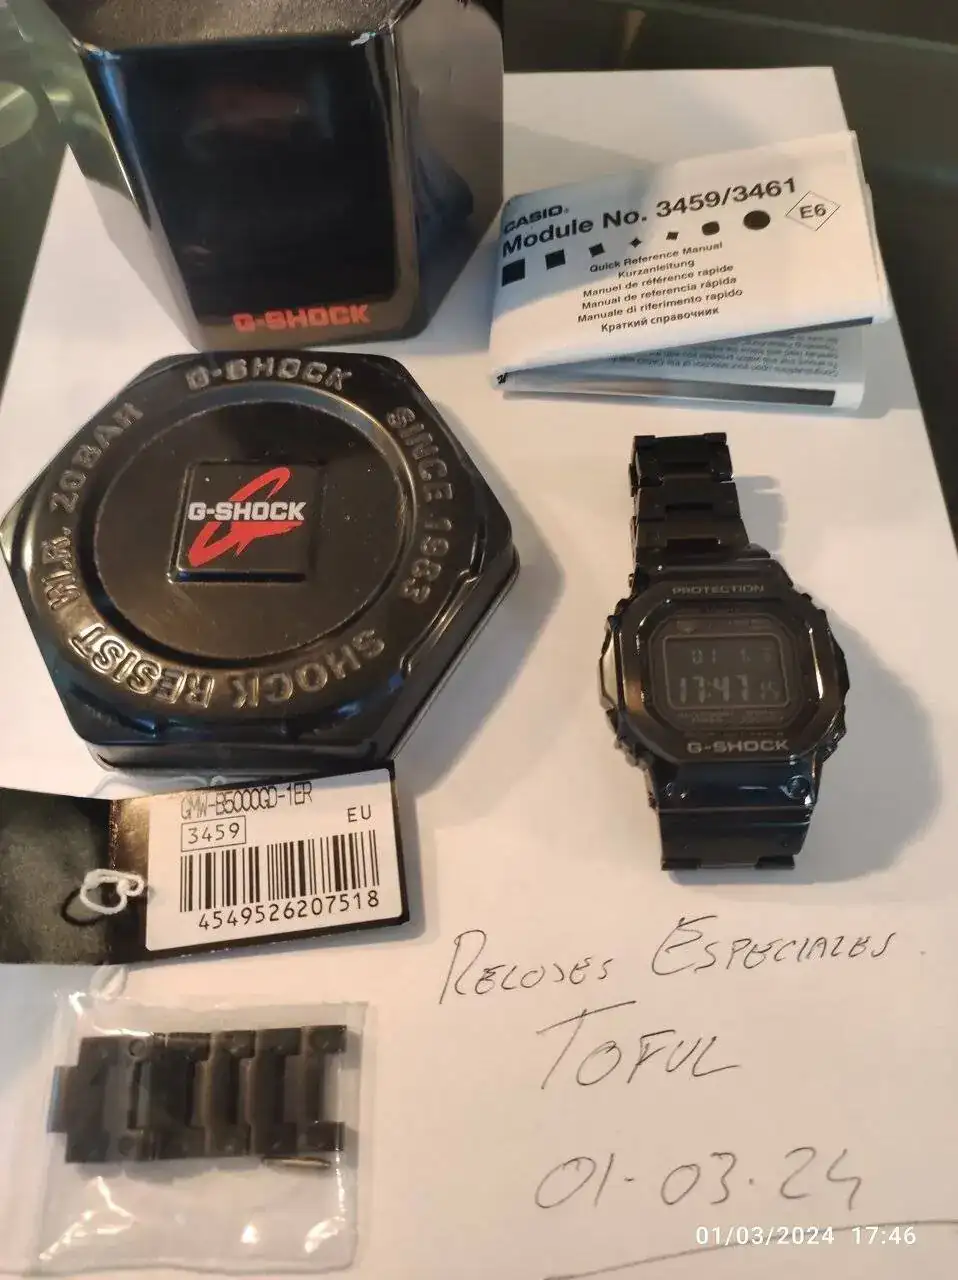 G-SHOCK
CASIO®
Module No. 3459/3461
E6
Quick Reference Manual
Kurzanleitung
Manuel de référence rapide
Manual de referencia rápida
Manuale di riferimento rapido
Краткий справочник
G-SHOCK
SINCE 1983
SHOCK RESIST
W.R. 20BAR
G-SHOCK
PROTECTION
17:47
G-SHOCK
GMW-B5000GD-1ER
3459
EU
4549526207518
RELOJES ESPECIALES
TOFUL
01-03-24
01/03/2024 17:46